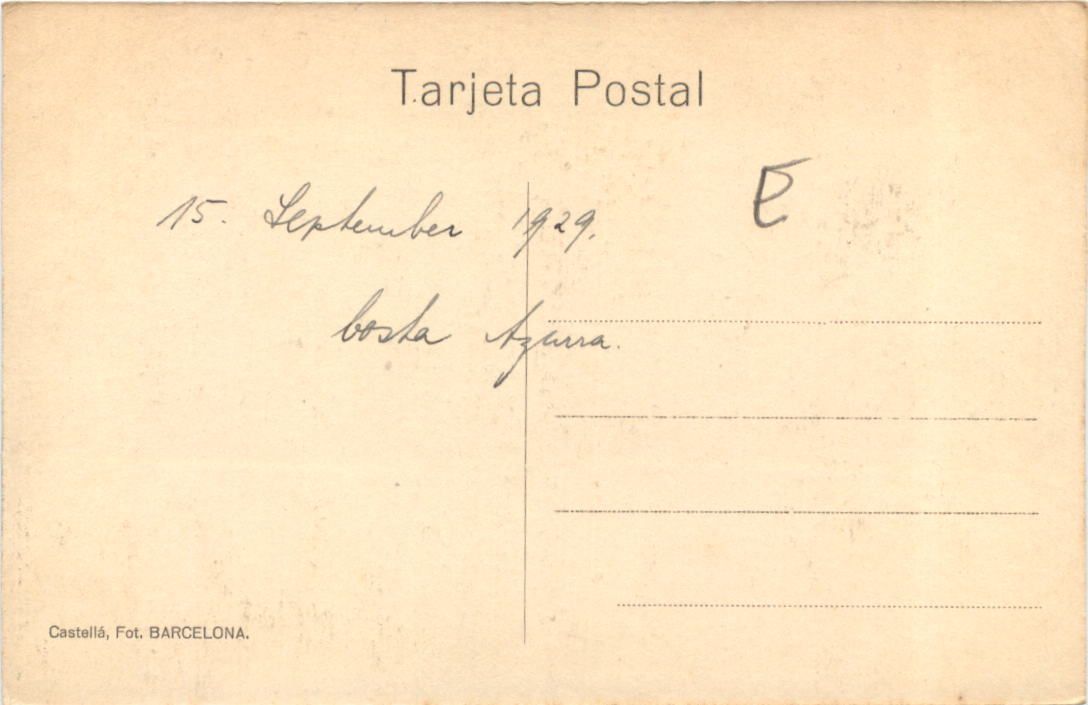 Tarjeta Postal
E
15. September 1929.
Costa Azurra.
Castellá, Fot. BARCELONA.